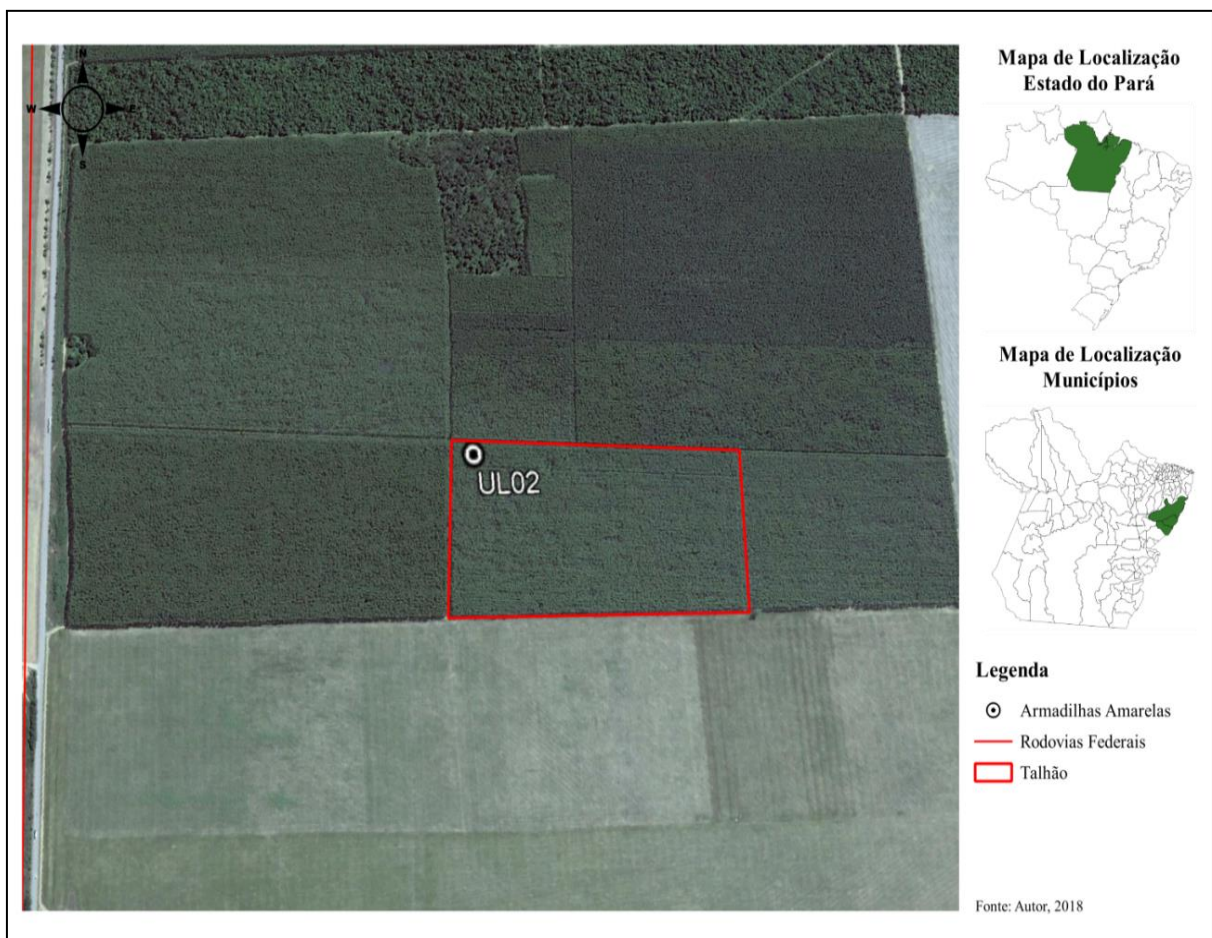 N
W
E
S
UL02
Mapa de Localização
Estado do Pará
Mapa de Localização
Municípios
Legenda
Armadilhas Amarelas
Rodovias Federais
Talhão
Fonte: Autor, 2018